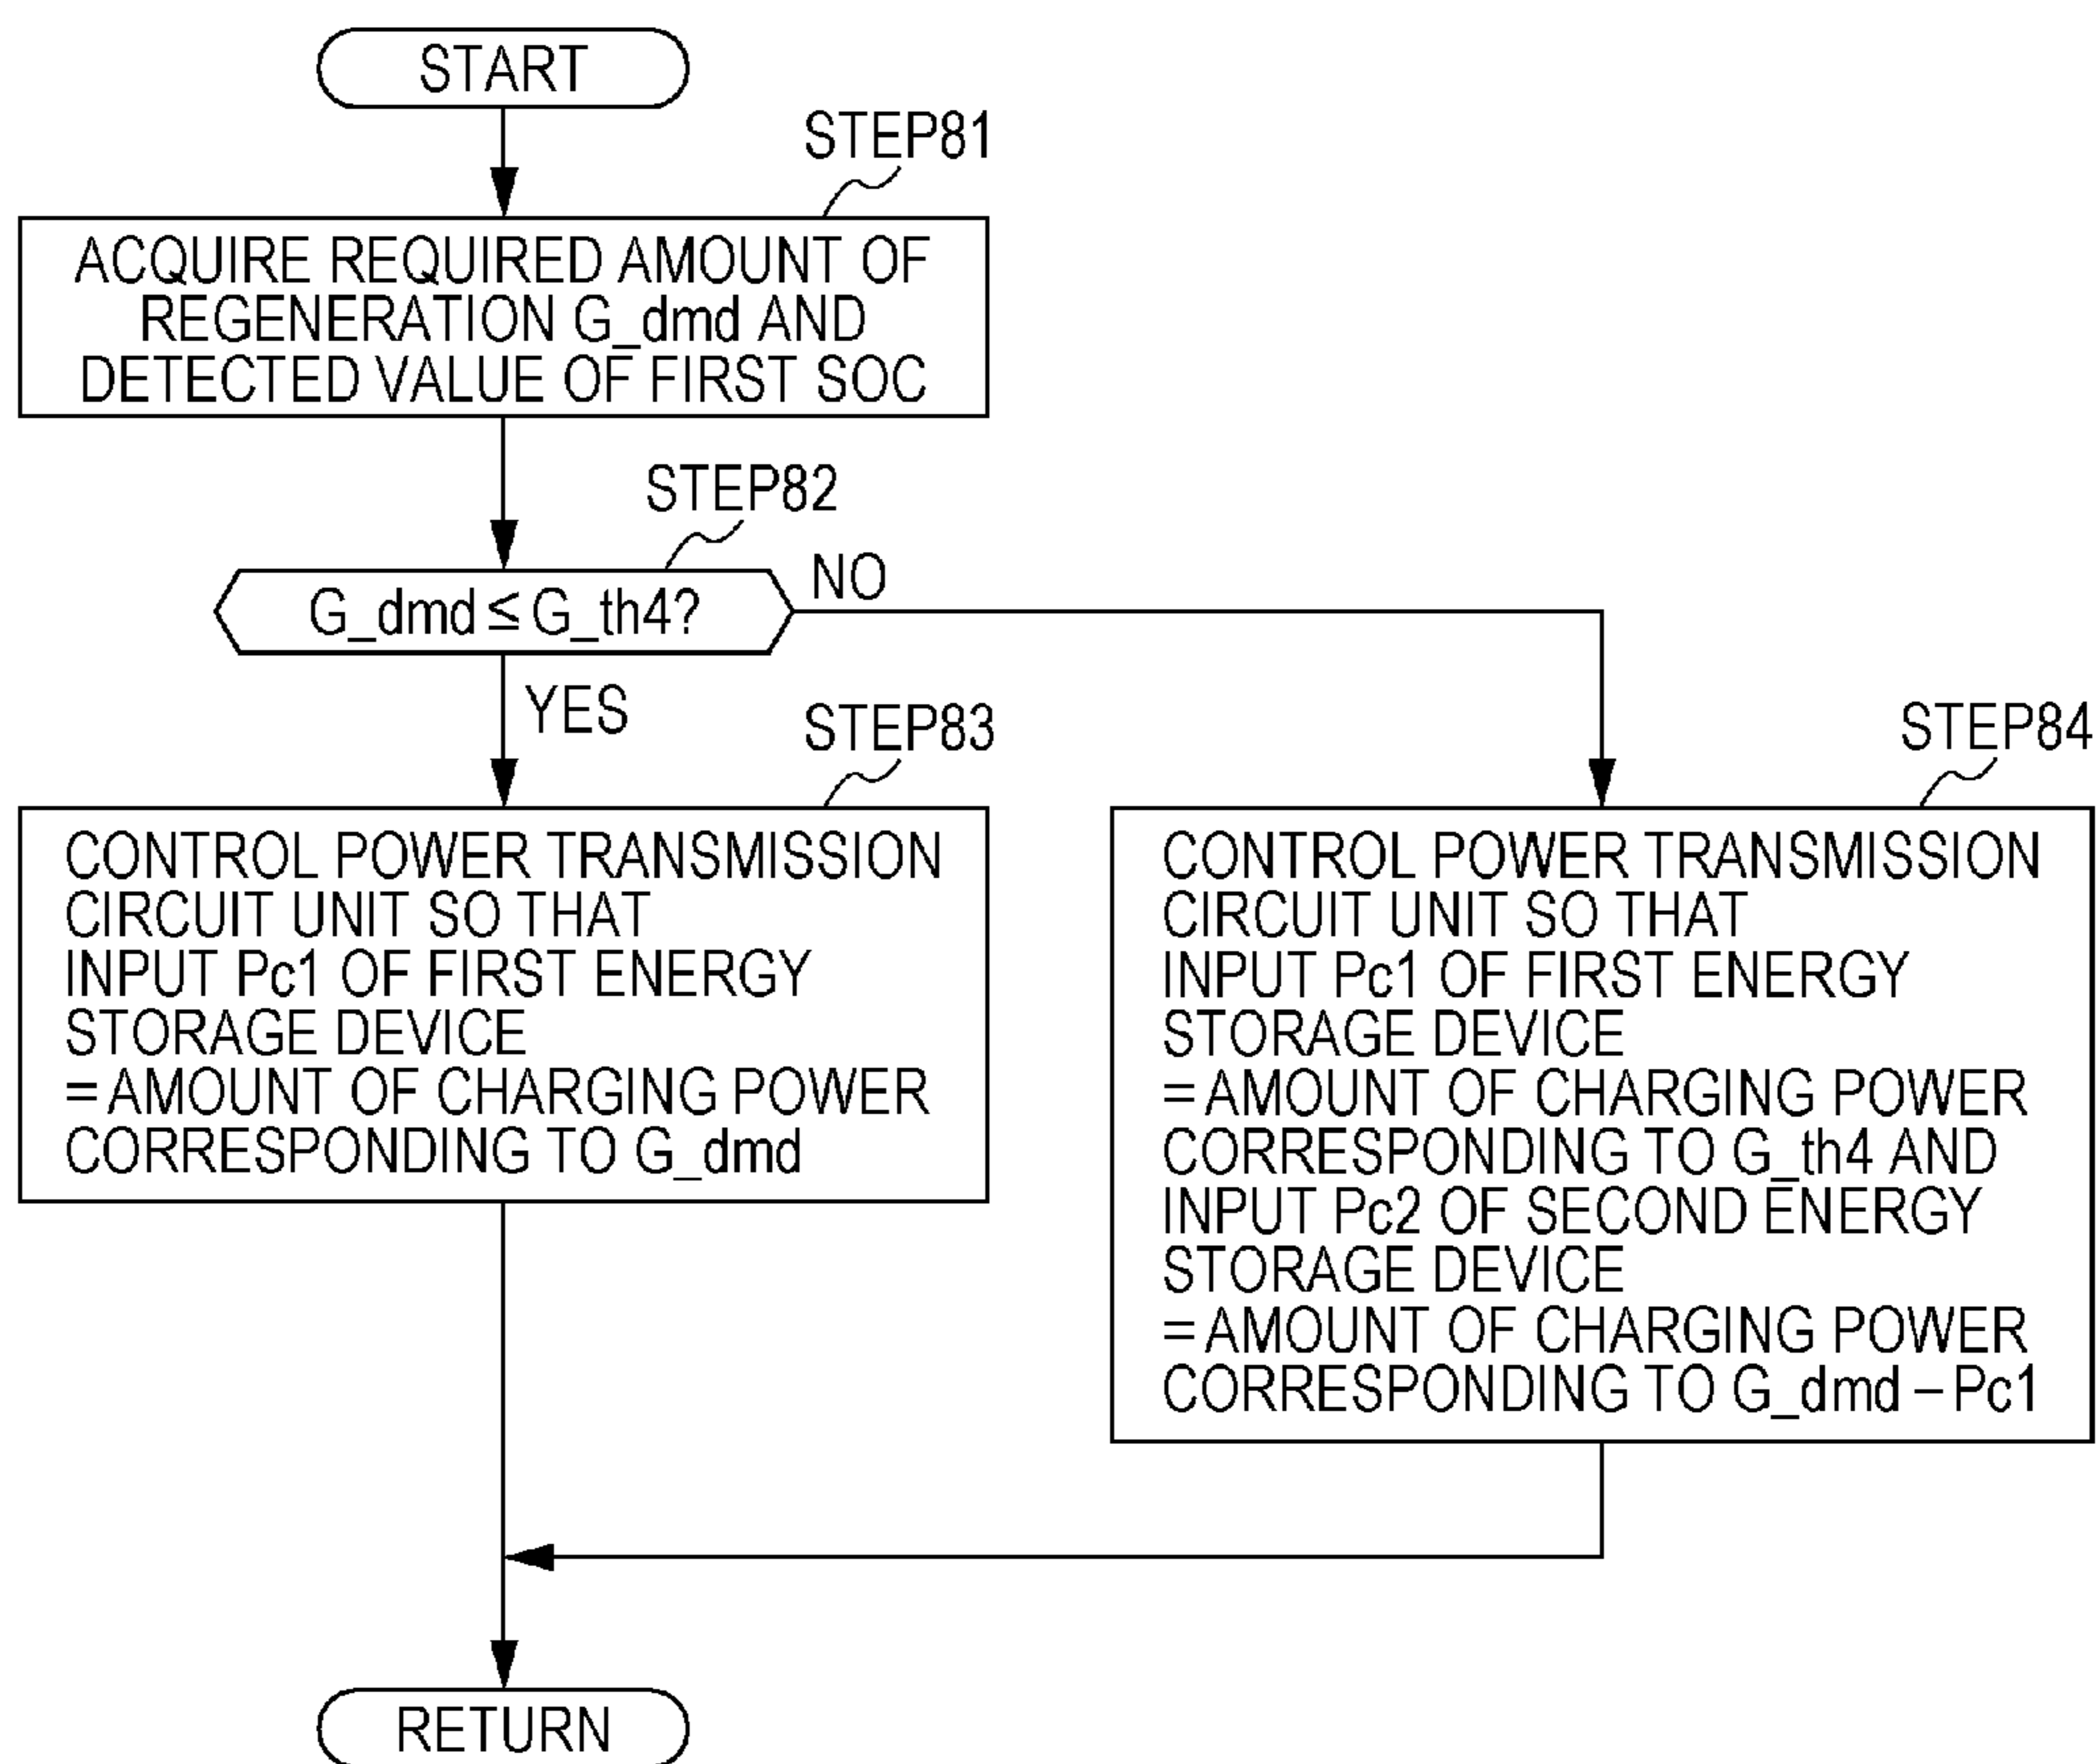 START
STEP81
ACQUIRE REQUIRED AMOUNT OF
REGENERATION G_dmd AND
DETECTED VALUE OF FIRST SOC
STEP82
G_dmd ≤ G_th4?
NO
YES
STEP83
CONTROL POWER TRANSMISSION
CIRCUIT UNIT SO THAT
INPUT Pc1 OF FIRST ENERGY
STORAGE DEVICE
= AMOUNT OF CHARGING POWER
CORRESPONDING TO G_dmd
STEP84
CONTROL POWER TRANSMISSION
CIRCUIT UNIT SO THAT
INPUT Pc1 OF FIRST ENERGY
STORAGE DEVICE
= AMOUNT OF CHARGING POWER
CORRESPONDING TO G_th4 AND
INPUT Pc2 OF SECOND ENERGY
STORAGE DEVICE
= AMOUNT OF CHARGING POWER
CORRESPONDING TO G_dmd – Pc1
RETURN